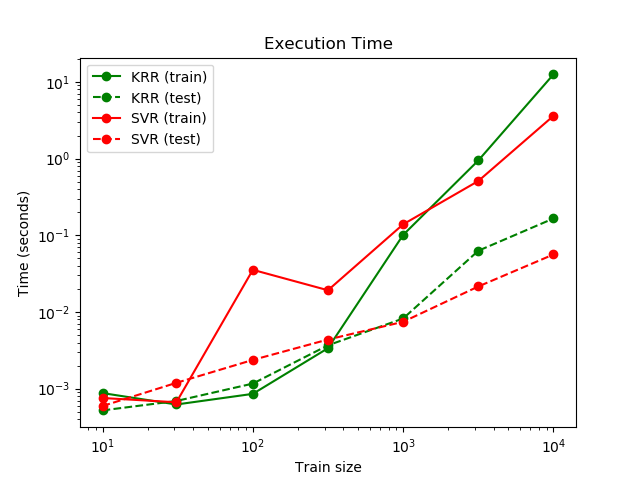 Execution Time
KRR (train)
KRR (test)
SVR (train)
SVR (test)
10¹
10⁰
10⁻¹
10⁻²
10⁻³
Time (seconds)
10¹ 10² 10³ 10⁴
Train size